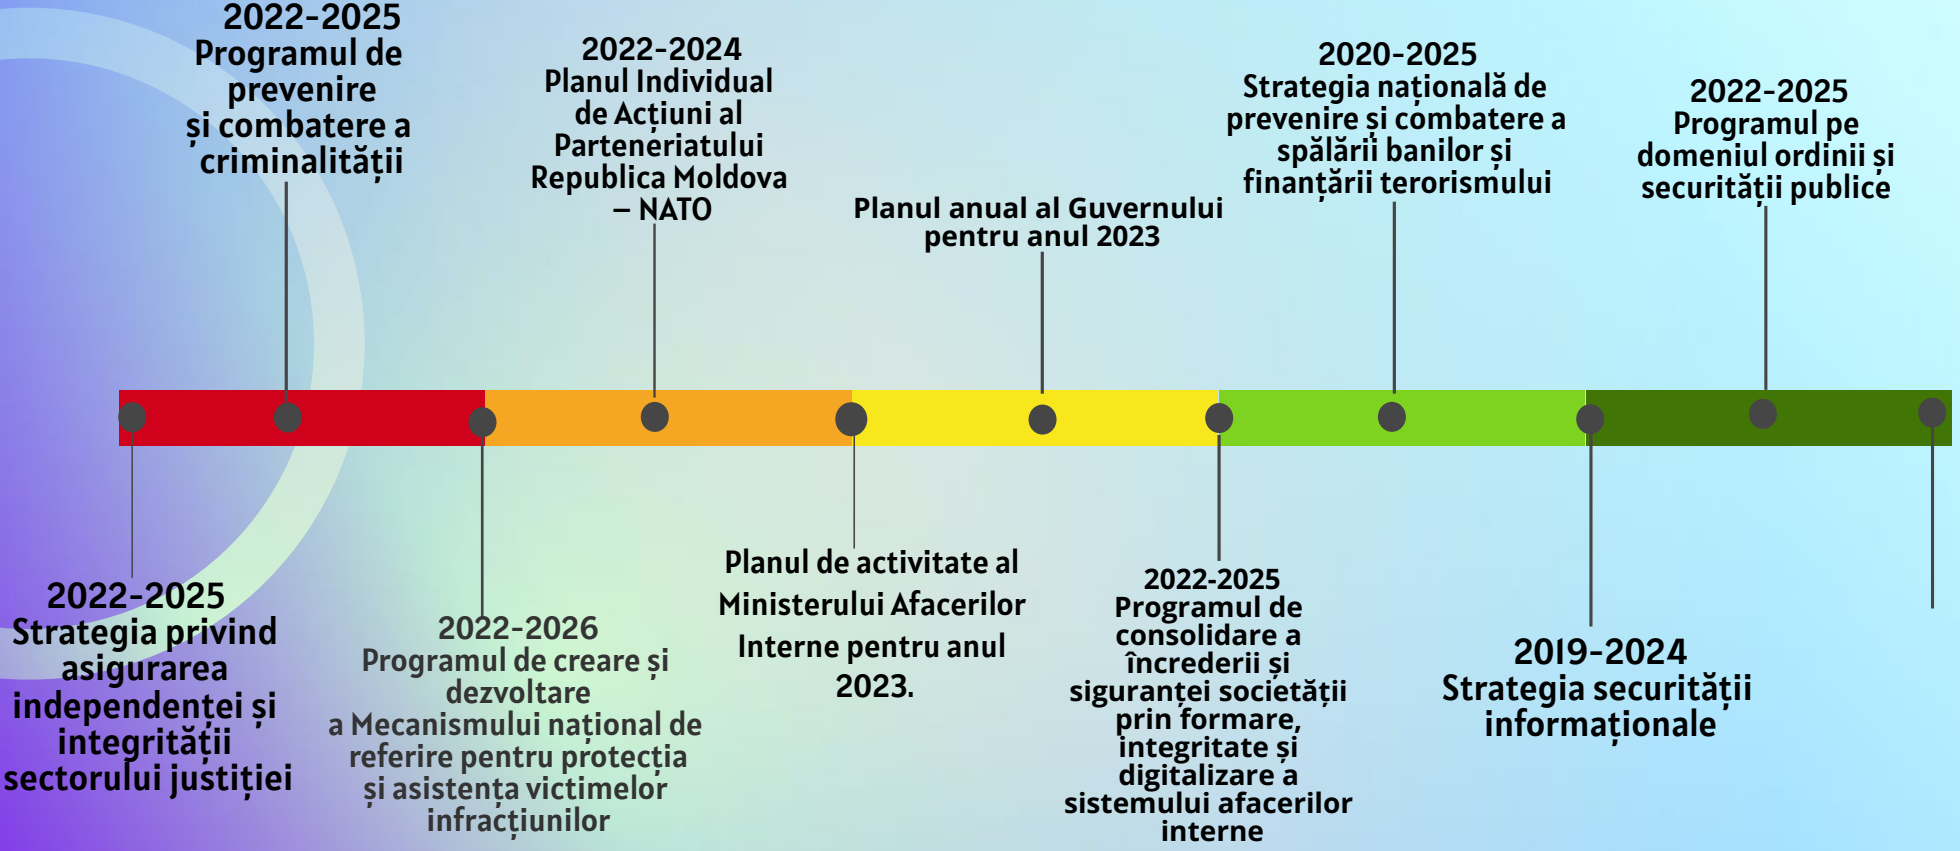 2022-2025
Programul de
prevenire
și combatere a
criminalității
2022-2024
Planul Individual
de Acțiuni al
Parteneriatului
Republica Moldova
– NATO
Planul anual al Guvernului
pentru anul 2023
2020-2025
Strategia națională de
prevenire și combatere a
spălării banilor și
finanțării terorismului
2022-2025
Programul pe
domeniul ordinii și
securității publice
2022-2025
Strategia privind
asigurarea
independenței și
integrității
sectorului justiției
2022-2026
Programul de creare și
dezvoltare
a Mecanismului național de
referire pentru protecția
și asistența victimelor
infracțiunilor
Planul de activitate al
Ministerului Afacerilor
Interne pentru anul
2023.
2022-2025
Programul de
consolidare a
încrederii și
siguranței societății
prin formare,
integritate și
digitalizare a
sistemului afacerilor
interne
2019-2024
Strategia securității
informaționale